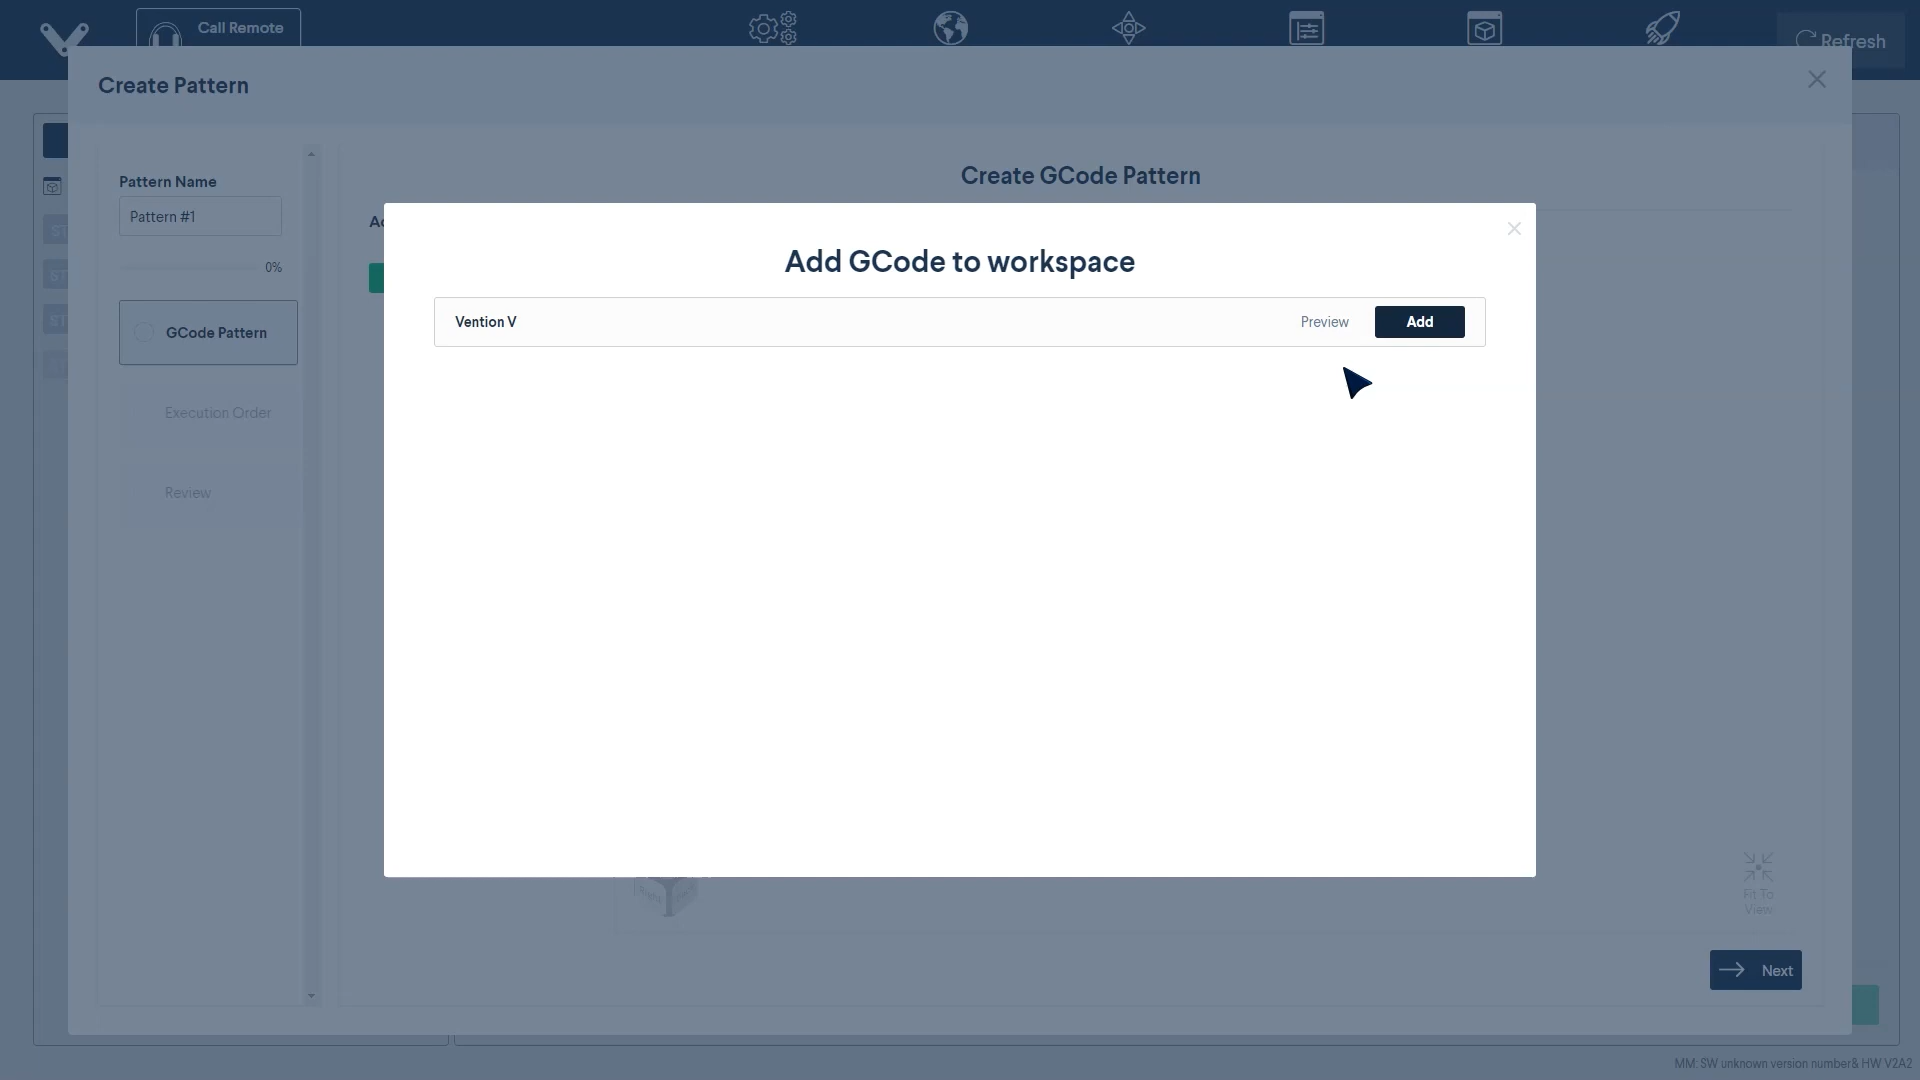 Call Remote
Refresh
Create Pattern
Pattern Name
Pattern #1
0%
GCode Pattern
Execution Order
Review
Create GCode Pattern
Add GCode to workspace
Vention V
Preview
Add
Fit To
View
Next
MM: SW unknown version number& HW V2A2